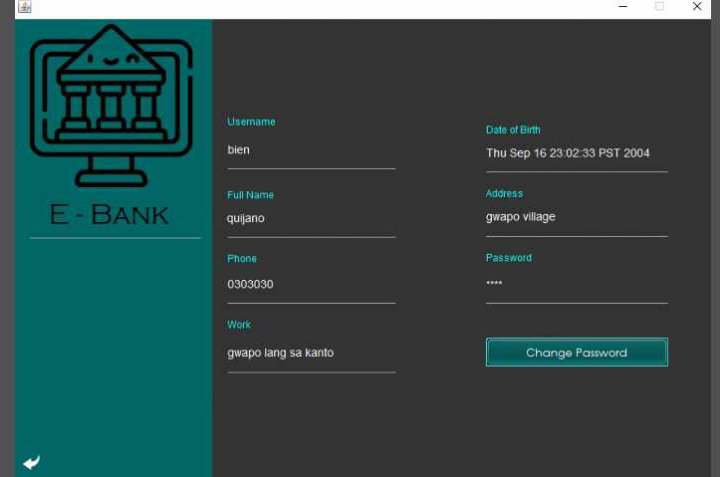 E - BANK
Username
bien
Full Name
quijano
Phone
0303030
Work
gwapo lang sa kanto
Date of Birth
Thu Sep 16 23:02:33 PST 2004
Address
gwapo village
Password
****
Change Password